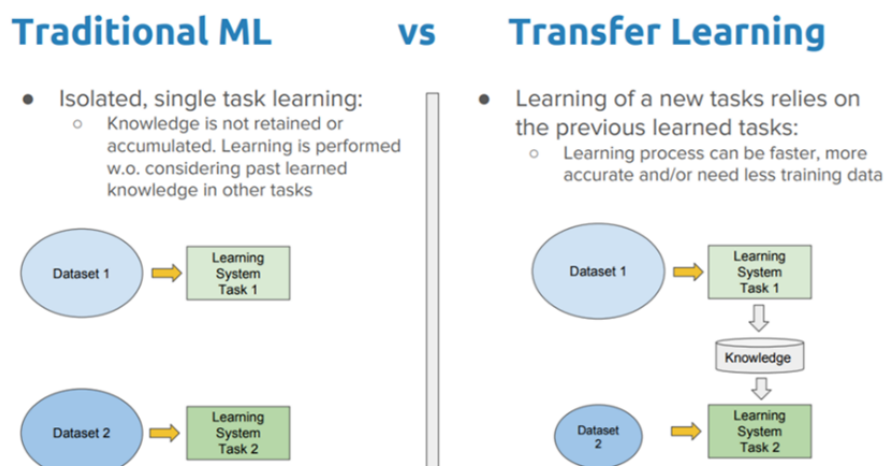 Traditional ML vs Transfer Learning
● Isolated, single task learning:
○ Knowledge is not retained or
accumulated. Learning is performed
w.o. considering past learned
knowledge in other tasks
Dataset 1
Learning
System
Task 1
Dataset 2
Learning
System
Task 2
● Learning of a new tasks relies on
the previous learned tasks:
○ Learning process can be faster, more
accurate and/or need less training data
Dataset 1
Learning
System
Task 1
Knowledge
Dataset
2
Learning
System
Task 2